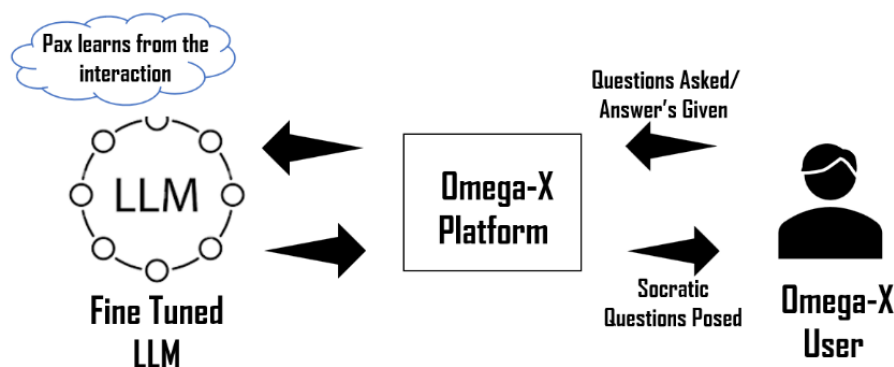 Pax learns from the
interaction
LLM
Fine Tuned
LLM
Omega-X
Platform
Questions Asked/
Answer's Given
Socratic
Questions Posed
Omega-X
User